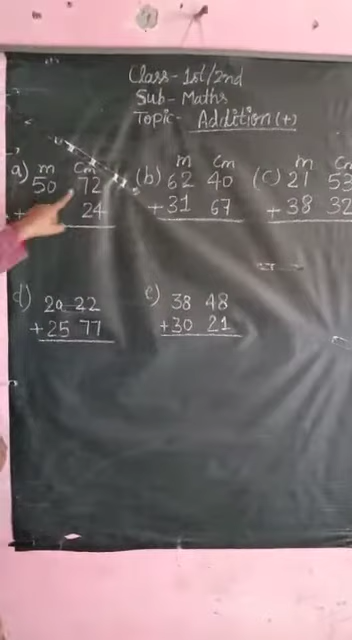 Class- 1st/2nd
Sub- Maths
Topic- Addition (+)
a) m Cm (b) m Cm (c) m Cm
50 72 62 40 21 53
+ 24 + 31 67 + 38 32
d) 20 22 e) 38 48
+ 25 77 + 30 21